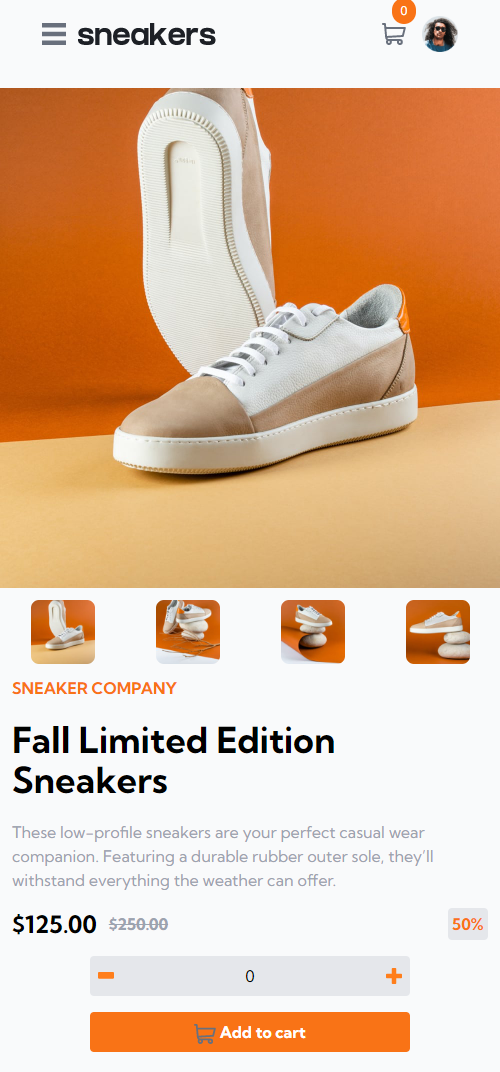 0
sneakers
SNEAKER COMPANY
Fall Limited Edition
Sneakers
These low-profile sneakers are your perfect casual wear
companion. Featuring a durable rubber outer sole, they’ll
withstand everything the weather can offer.
$125.00 $250.00 50%
0
Add to cart